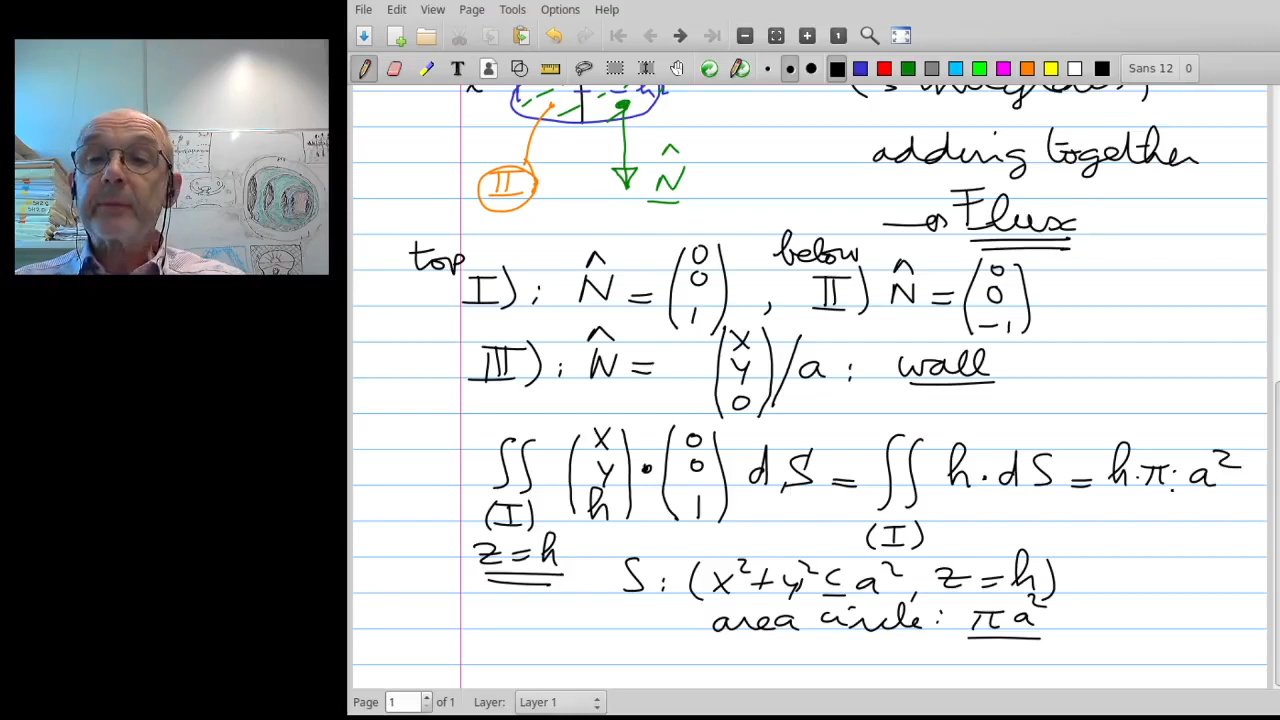 File Edit View Page Tools Options Help
Sans 12 0
adding together
II N̂ → Flux
top below
I): N̂ = (0 0 1), II) N̂ = (0 0 -1)
III): N̂ = (x y 0)/a : wall
∬(I) (x y h) · (0 0 1) dS = ∬(I) h · dS = h·π·a²
z = h
S: (x²+y² ≤ a², z = h)
area circle: πa²
Page 1 of 1 Layer: Layer 1